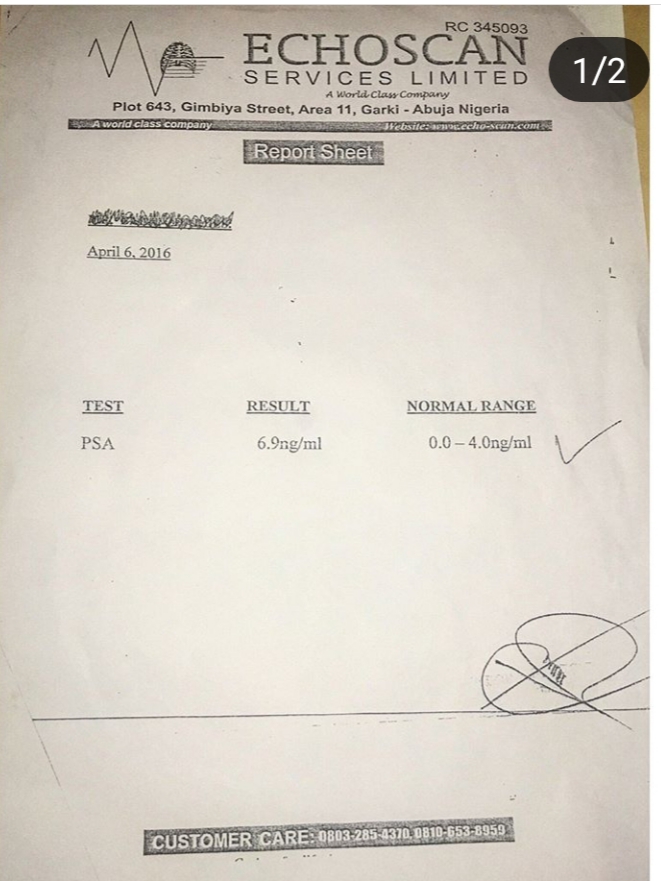 RC 345093
1/2
ECHOSCAN
SERVICES LIMITED
A World Class Company
Plot 643, Gimbiya Street, Area 11, Garki - Abuja Nigeria
A world class company Website: www.echo-scan.com
Report Sheet
April 6, 2016
TEST RESULT NORMAL RANGE
PSA 6.9ng/ml 0.0 – 4.0ng/ml
CUSTOMER CARE: 0803-285-4370, 0810-653-8959